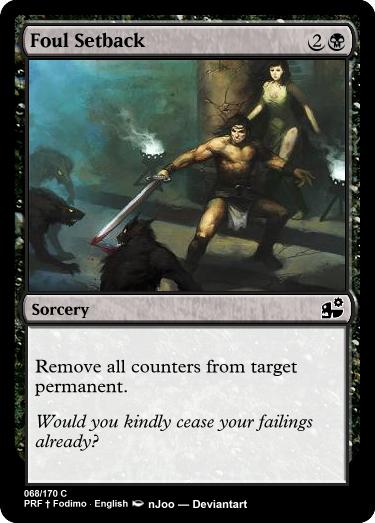 Foul Setback 2
Sorcery
Remove all counters from target
permanent.
Would you kindly cease your failings
already?
068/170 C
PRF † Fodimo · English nJoo — Deviantart